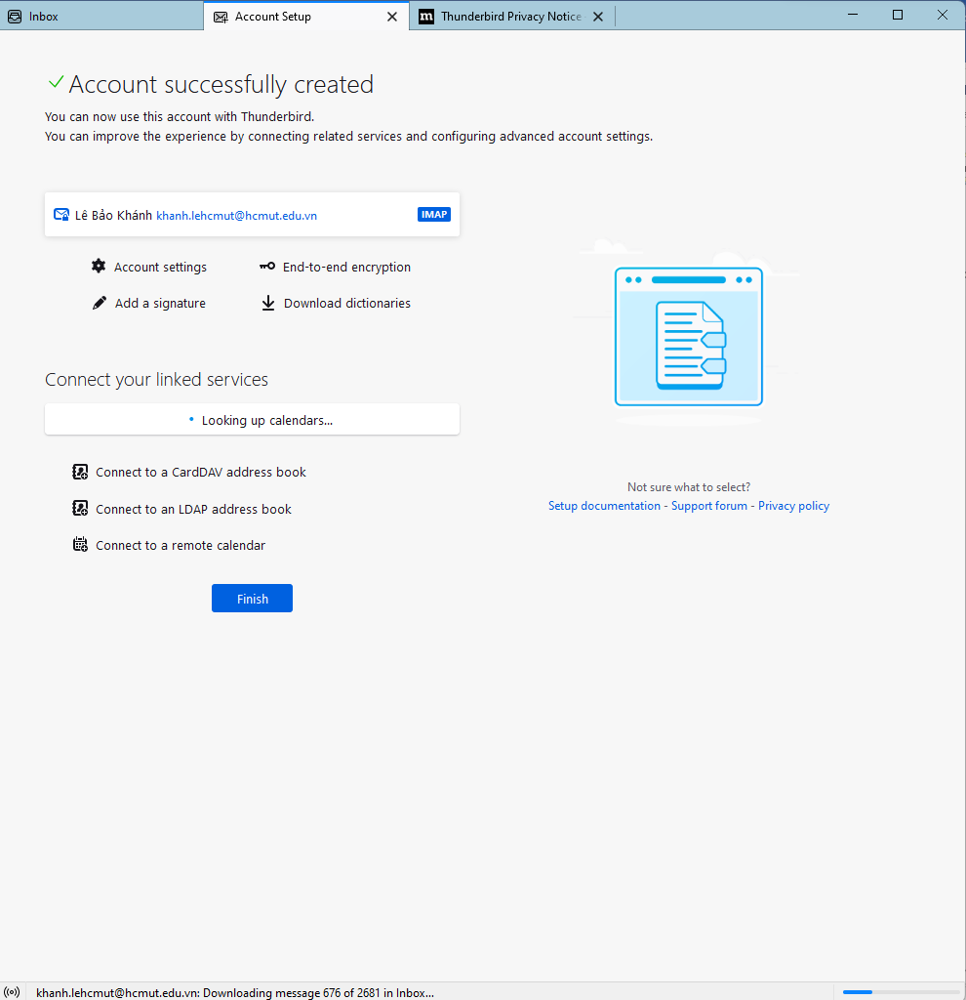 Inbox
Account Setup
m Thunderbird Privacy Notice
Account successfully created
You can now use this account with Thunderbird.
You can improve the experience by connecting related services and configuring advanced account settings.
Lê Bảo Khánh khanh.lehcmut@hcmut.edu.vn IMAP
Account settings End-to-end encryption
Add a signature Download dictionaries
Connect your linked services
Looking up calendars...
Connect to a CardDAV address book
Connect to an LDAP address book
Connect to a remote calendar
Finish
Not sure what to select?
Setup documentation - Support forum - Privacy policy
khanh.lehcmut@hcmut.edu.vn: Downloading message 676 of 2681 in Inbox...